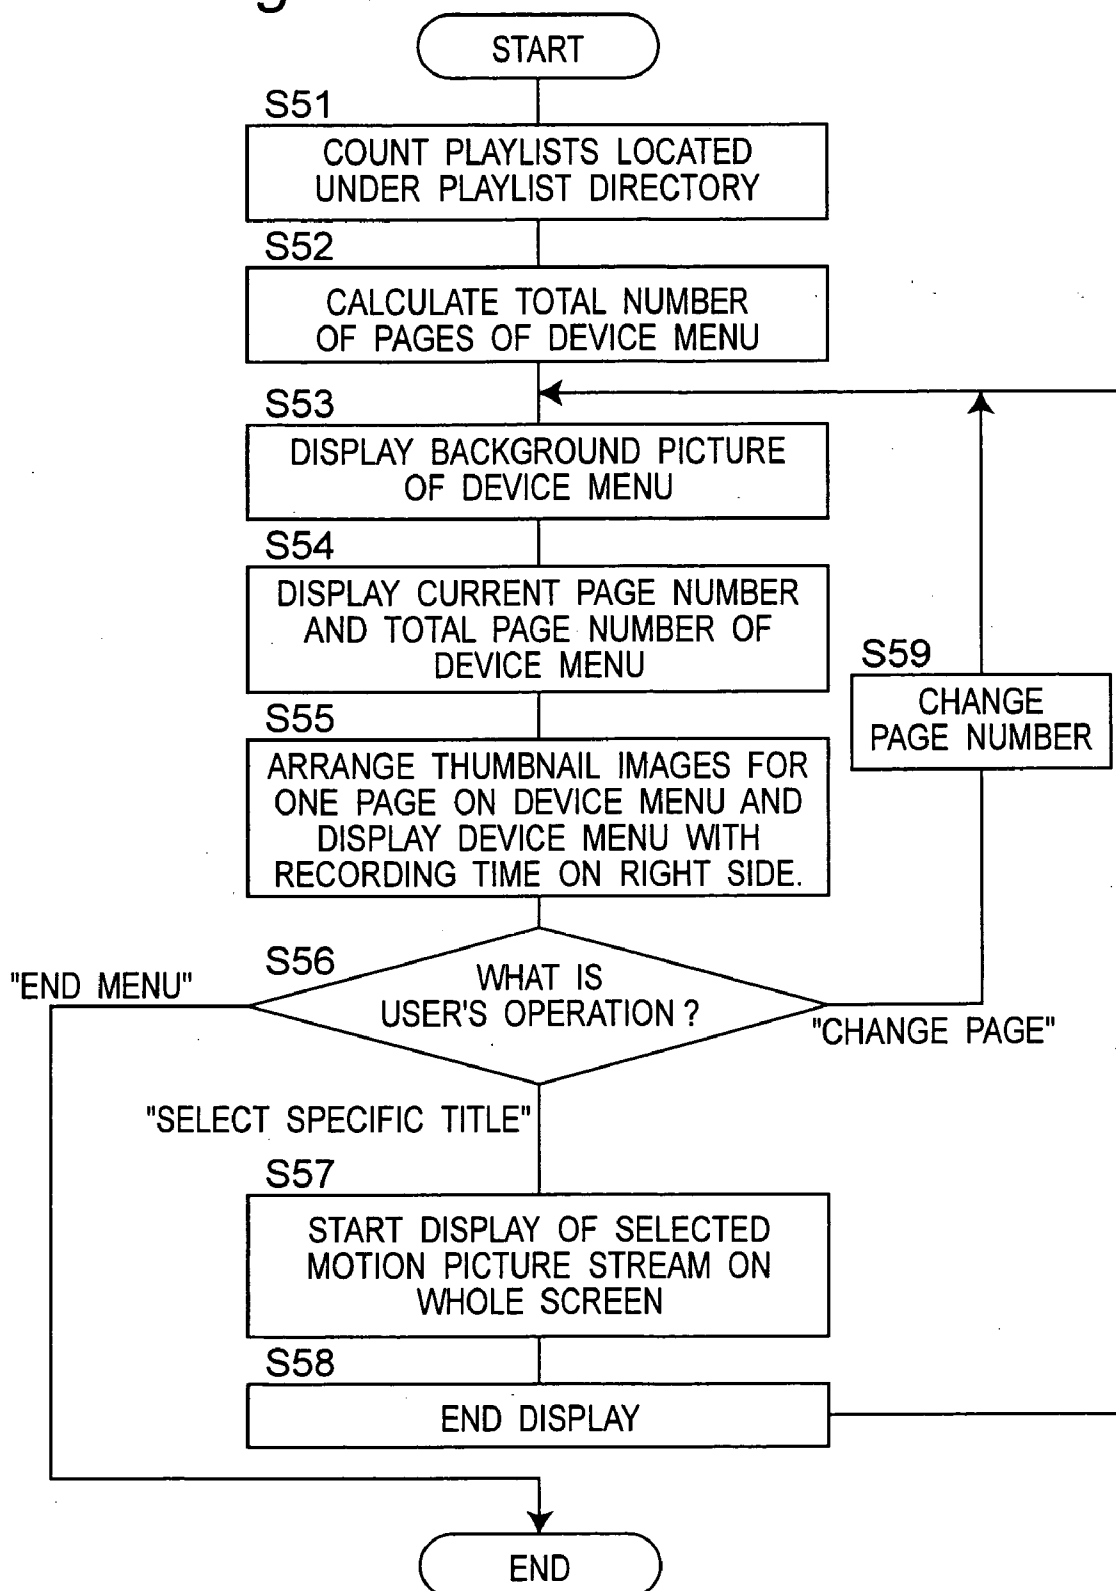 START
S51
COUNT PLAYLISTS LOCATED
UNDER PLAYLIST DIRECTORY
S52
CALCULATE TOTAL NUMBER
OF PAGES OF DEVICE MENU
S53
DISPLAY BACKGROUND PICTURE
OF DEVICE MENU
S54
DISPLAY CURRENT PAGE NUMBER
AND TOTAL PAGE NUMBER OF
DEVICE MENU
S59
CHANGE
PAGE NUMBER
S55
ARRANGE THUMBNAIL IMAGES FOR
ONE PAGE ON DEVICE MENU AND
DISPLAY DEVICE MENU WITH
RECORDING TIME ON RIGHT SIDE.
S56
"END MENU"
WHAT IS
USER'S OPERATION ?
"CHANGE PAGE"
"SELECT SPECIFIC TITLE"
S57
START DISPLAY OF SELECTED
MOTION PICTURE STREAM ON
WHOLE SCREEN
S58
END DISPLAY
END